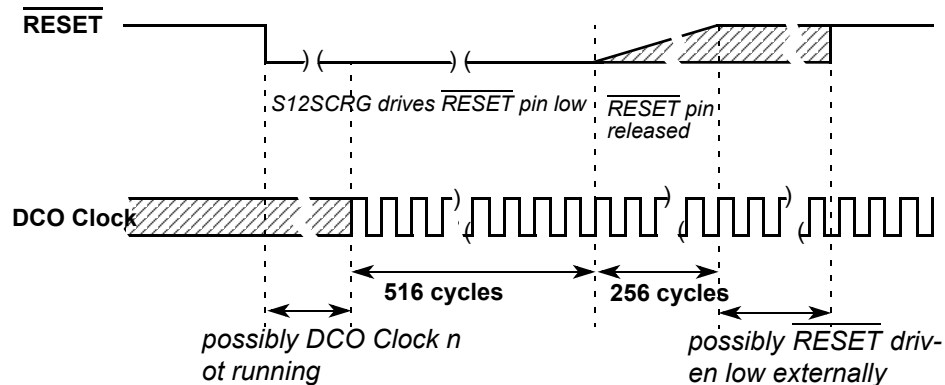 RESET
S12SCRG drives RESET pin low
RESET pin
released
DCO Clock
516 cycles
256 cycles
possibly DCO Clock n
ot running
possibly RESET driv-
en low externally